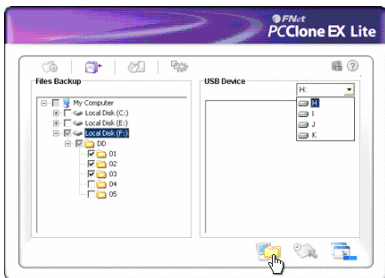 FNet
PCClone EX Lite
Files Backup
USB Device
H:
My Computer
Local Disk (C:)
Local Disk (E:)
Local Disk (F:)
DD
01
02
03
04
05
H
I
J
K